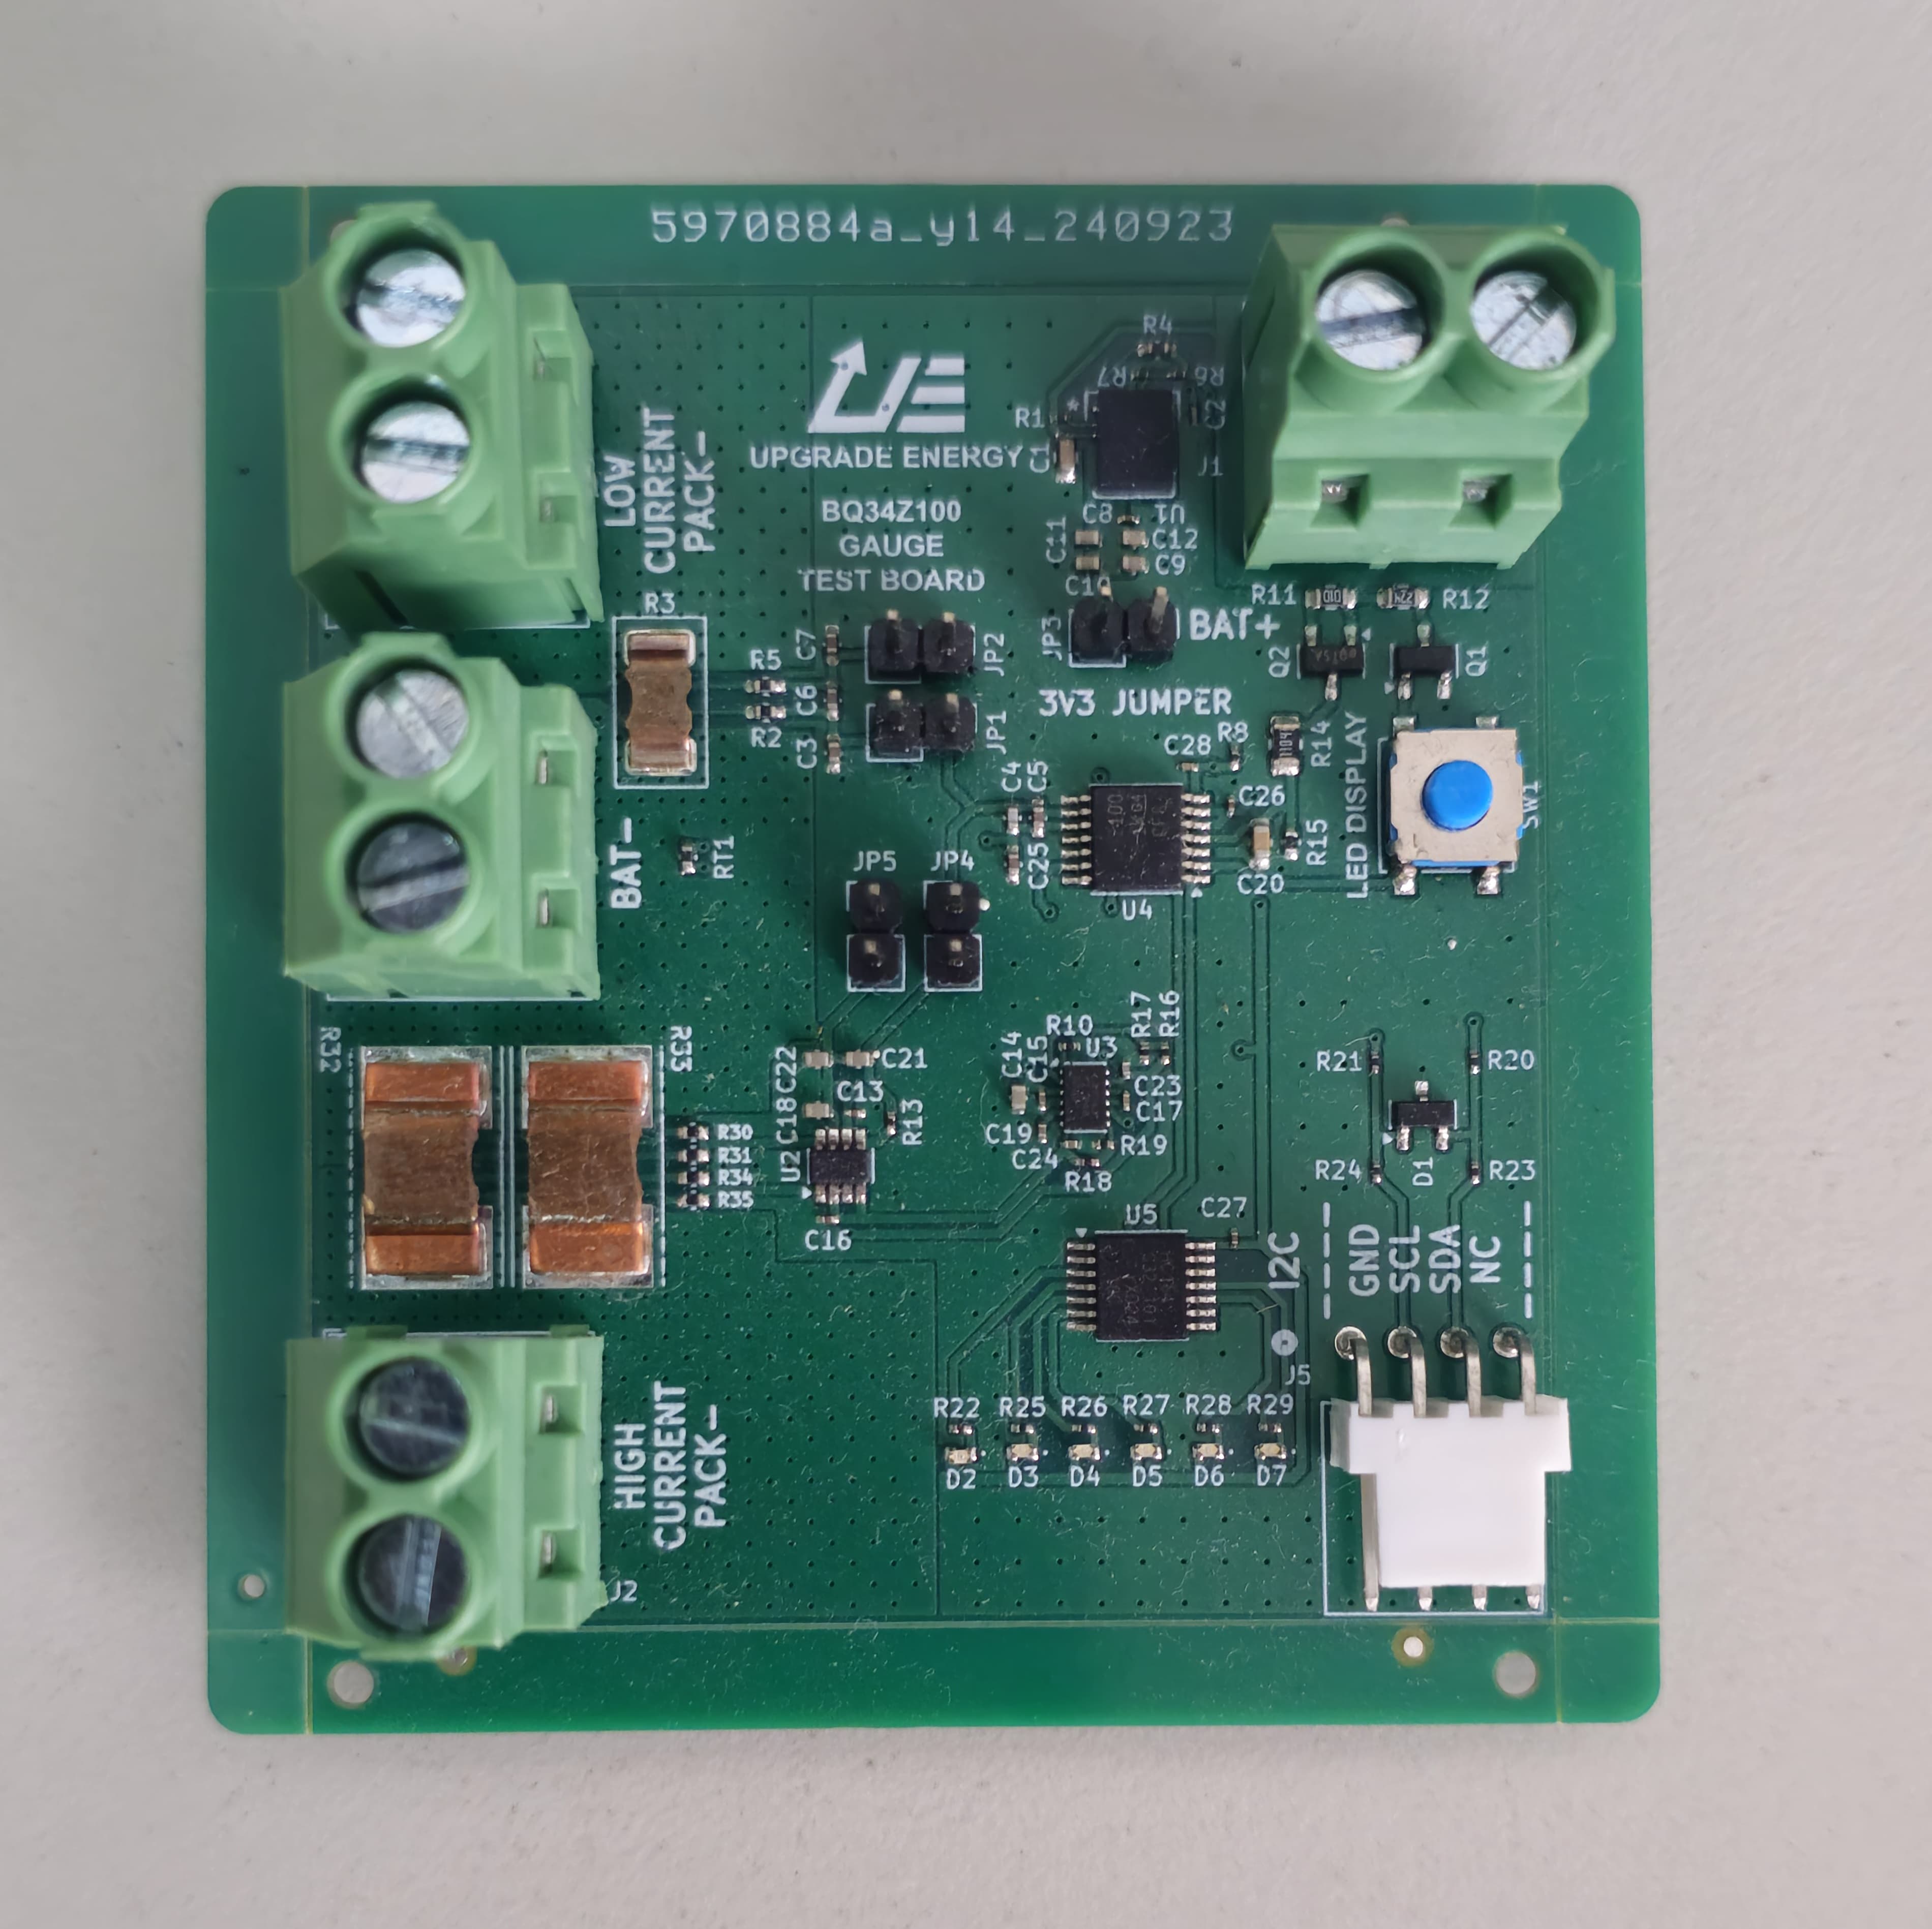 5970884a_y14_240923
UE
UPGRADE ENERGY
BQ34Z100
GAUGE
TEST BOARD
LOW
CURRENT
PACK-
R4
R7
R6
R1
C2
C1
J1
C8
U1
C11
C12
C9
C10
R11
R12
JP3
BAT+
3V3 JUMPER
Q2
Q1
R3
C7
JP2
R5
C6
R2
C3
JP1
C28
R8
R14
C4
C5
C26
LED DISPLAY
SW1
BAT-
RT1
JP5
JP4
C25
R15
C20
U4
R32
R33
C22
C21
C13
C18
R13
R30
R31
R34
R35
U2
C16
R10
R17
R16
C14
C15
U3
C23
C17
C19
R19
C24
R18
R21
R20
R24
D1
R23
U5
C27
I2C
GND
SCL
SDA
NC
J5
HIGH
CURRENT
PACK-
J2
R22
R25
R26
R27
R28
R29
D2
D3
D4
D5
D6
D7